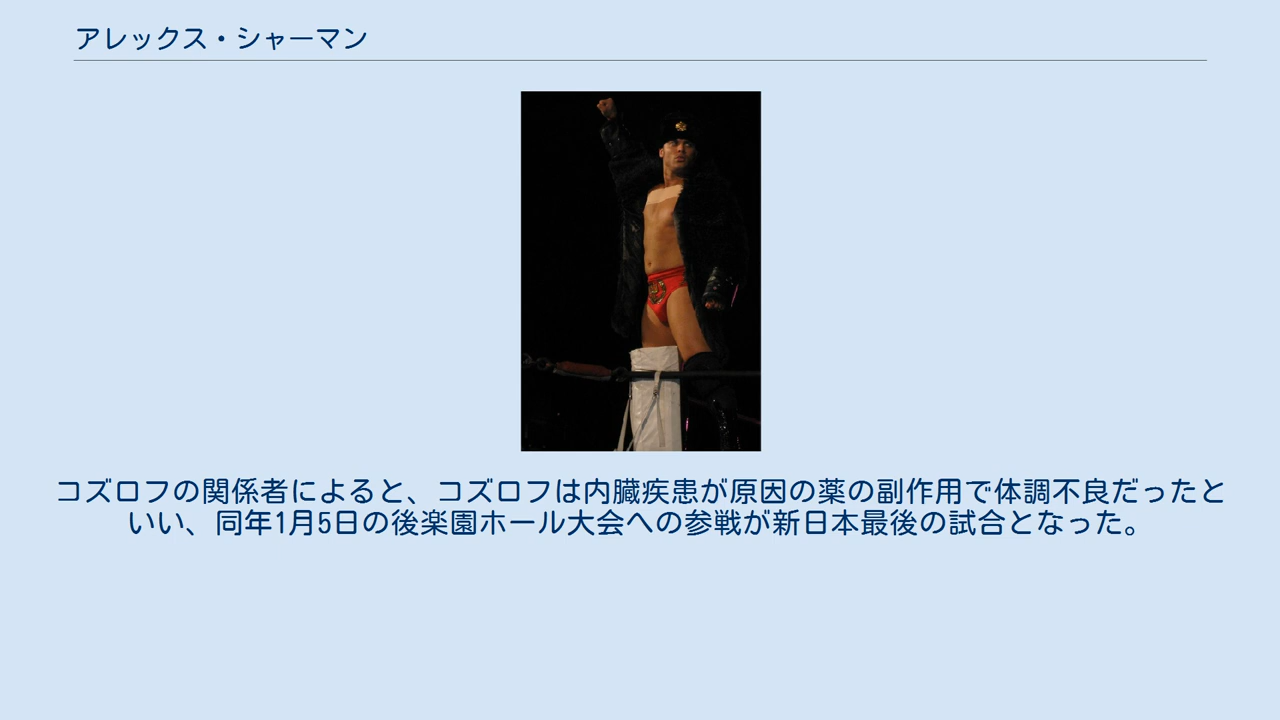 アレックス・シャーマン
コズロフの関係者によると、コズロフは内臓疾患が原因の薬の副作用で体調不良だったと
いい、同年1月5日の後楽園ホール大会への参戦が新日本最後の試合となった。